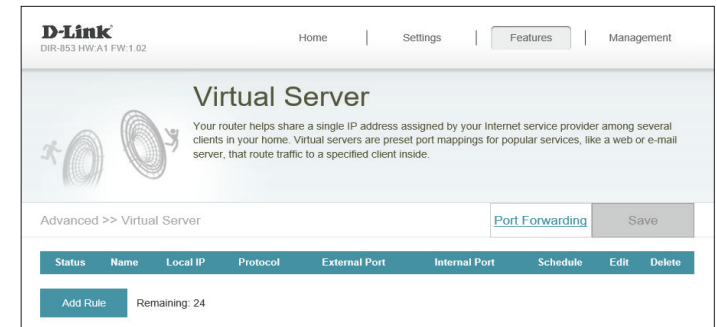 D-Link
DIR-853 HW:A1 FW:1.02
Home | Settings | Features | Management
Virtual Server
Your router helps share a single IP address assigned by your Internet service provider among several
clients in your home. Virtual servers are preset port mappings for popular services, like a web or e-mail
server, that route traffic to a specified client inside.
Advanced >> Virtual Server Port Forwarding Save
Status Name Local IP Protocol External Port Internal Port Schedule Edit Delete
Add Rule Remaining: 24